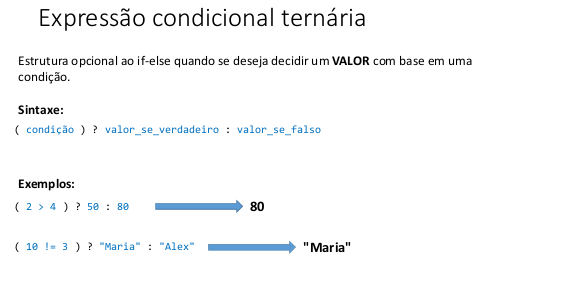 Expressão condicional ternária
Estrutura opcional ao if-else quando se deseja decidir um VALOR com base em uma
condição.
Sintaxe:
( condição ) ? valor_se_verdadeiro : valor_se_falso
Exemplos:
( 2 > 4 ) ? 50 : 80 80
( 10 != 3 ) ? "Maria" : "Alex" "Maria"